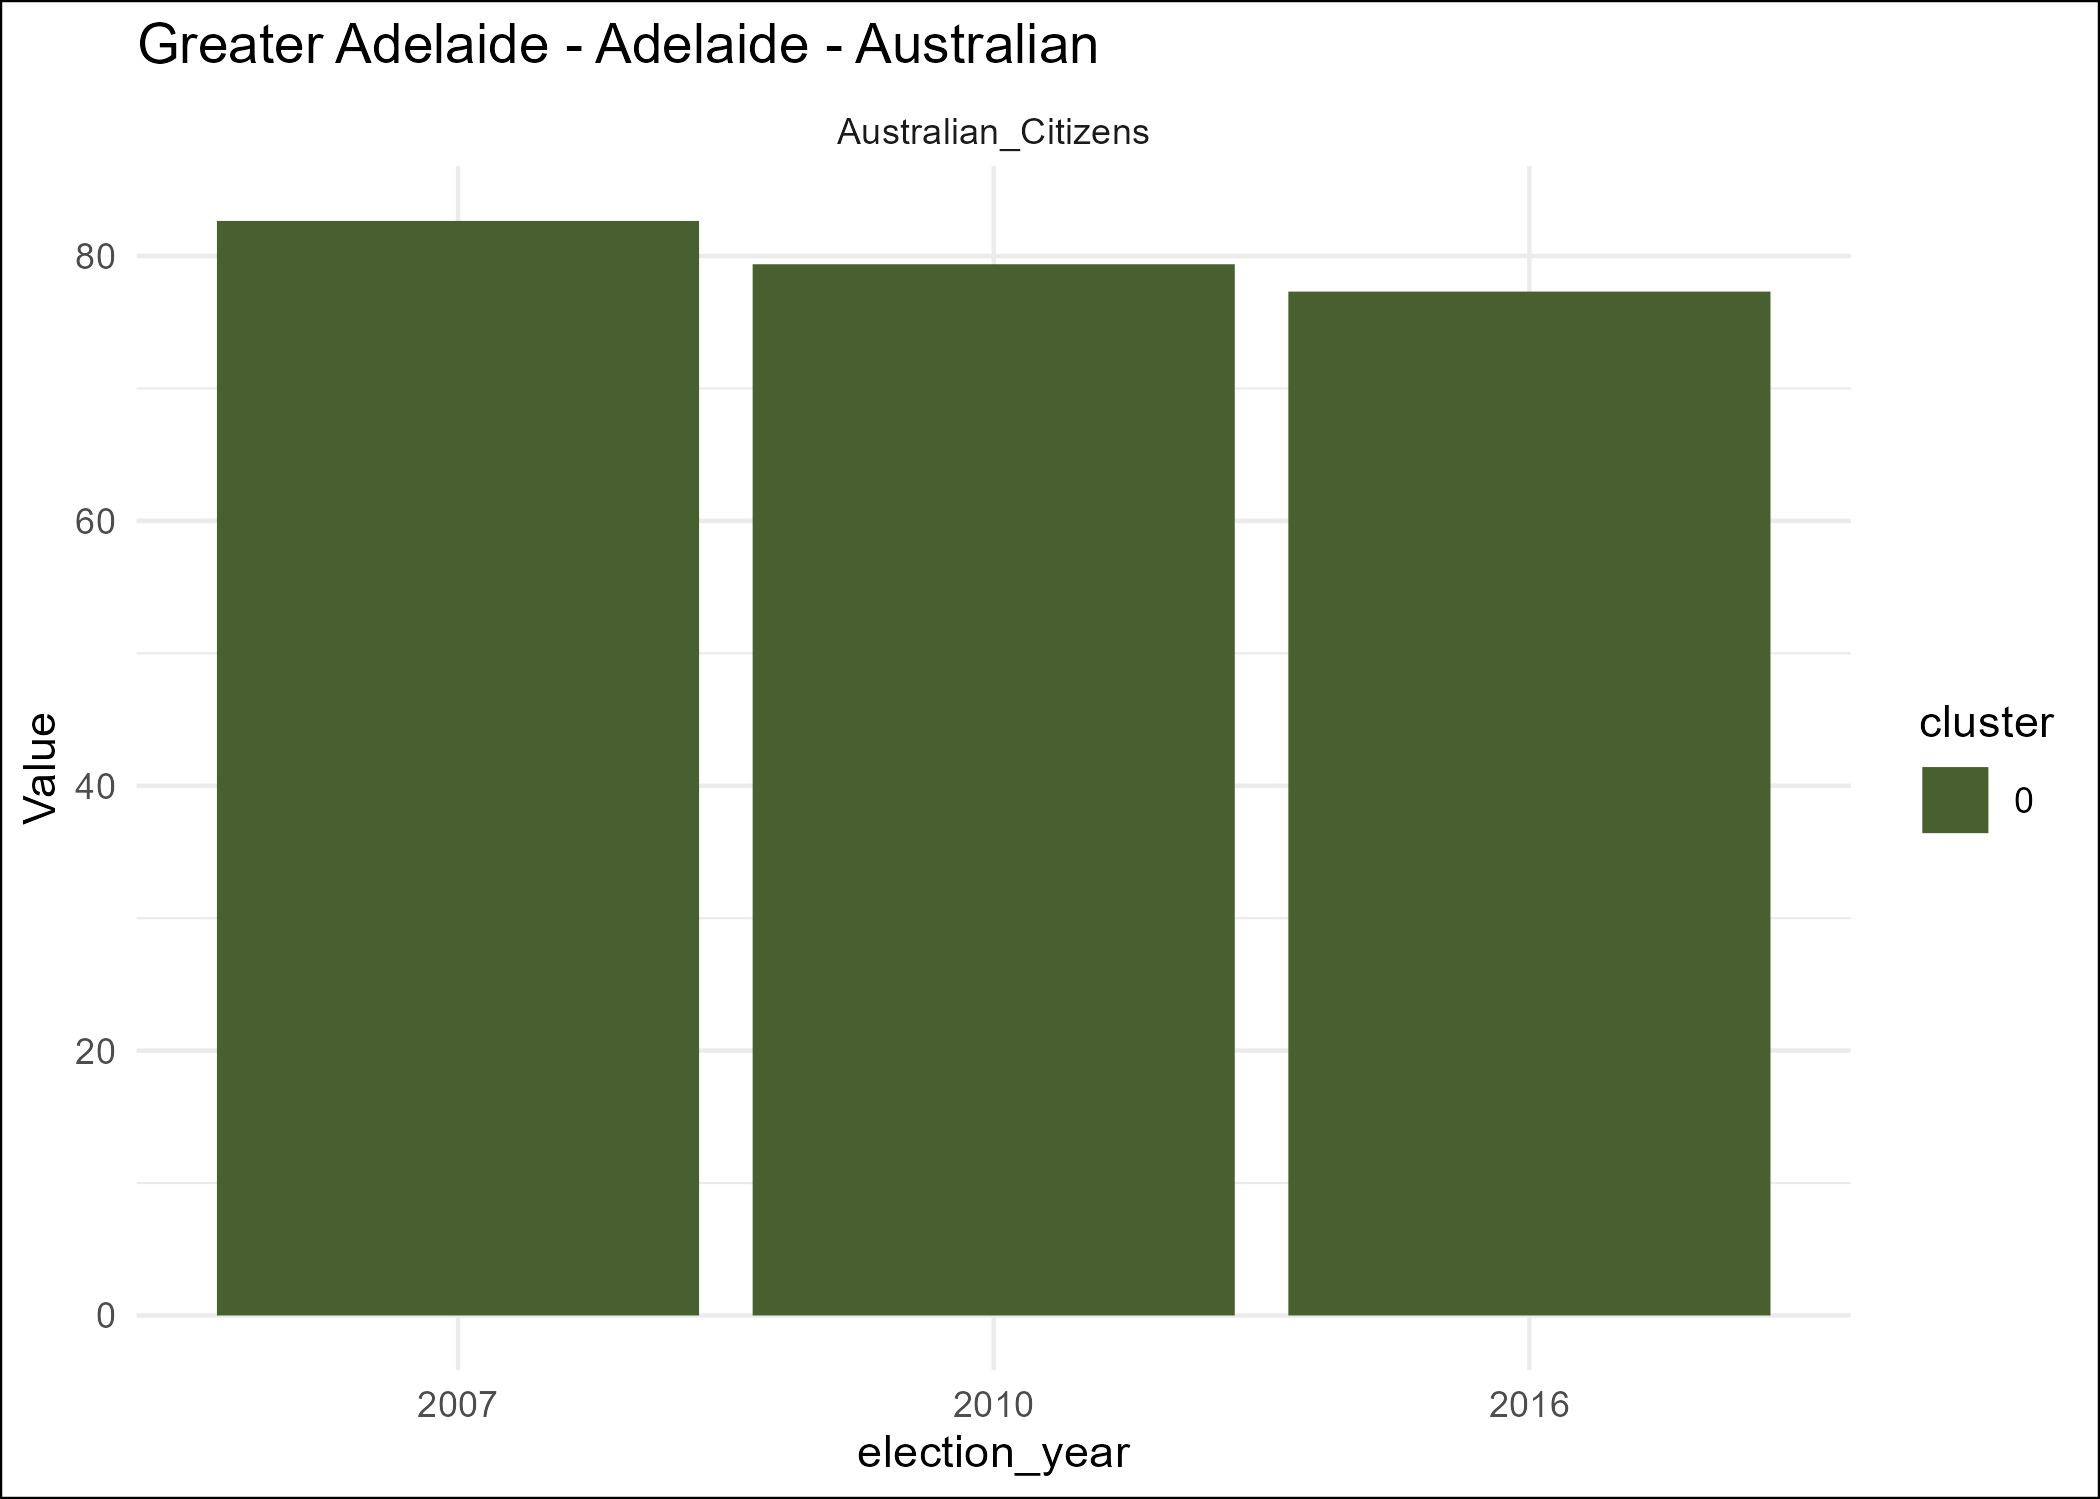 Greater Adelaide - Adelaide - Australian
Australian_Citizens
80
60
40
20
0
Value
2007 2010 2016
election_year
cluster
0